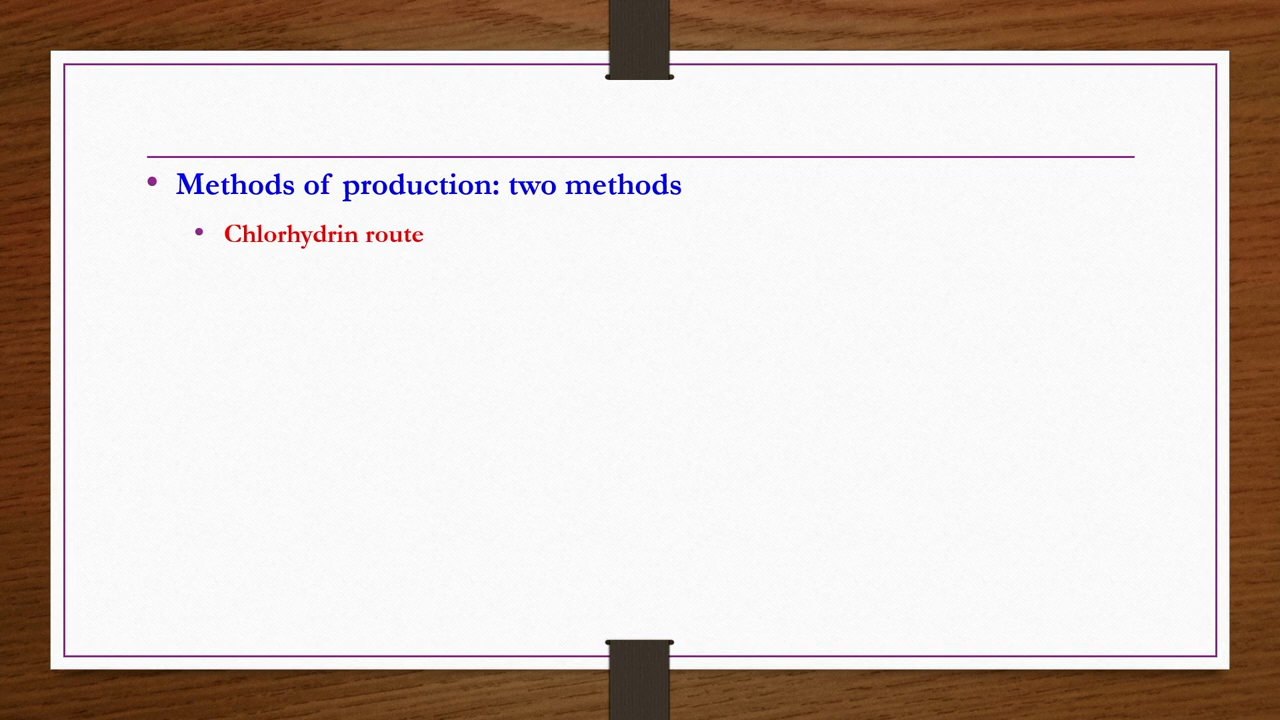 • Methods of production: two methods
• Chlorhydrin route